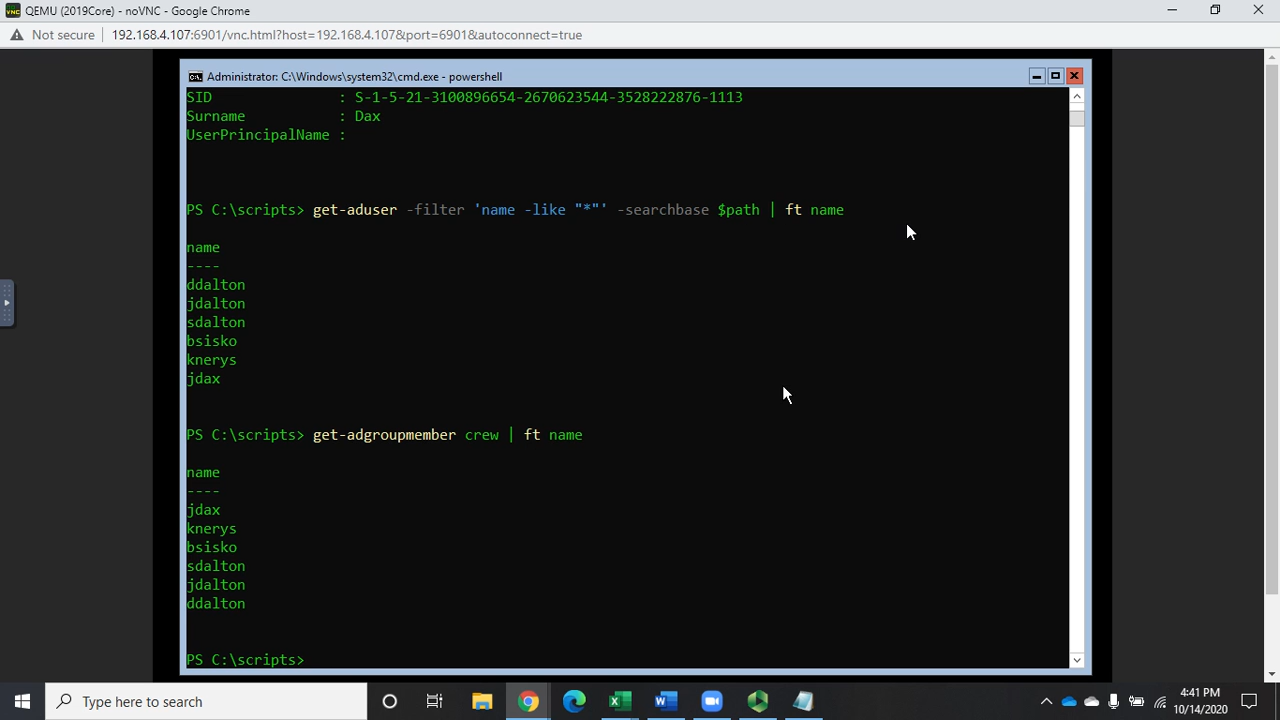 QEMU (2019Core) - noVNC - Google Chrome
Not secure | 192.168.4.107:6901/vnc.html?host=192.168.4.107&port=6901&autoconnect=true
Administrator: C:\Windows\system32\cmd.exe - powershell
SID : S-1-5-21-3100896654-2670623544-3528222876-1113
Surname : Dax
UserPrincipalName :
PS C:\scripts> get-aduser -filter 'name -like "*"' -searchbase $path | ft name
name
----
ddalton
jdalton
sdalton
bsisko
knerys
jdax
PS C:\scripts> get-adgroupmember crew | ft name
name
----
jdax
knerys
bsisko
sdalton
jdalton
ddalton
PS C:\scripts>
Type here to search
4:41 PM
10/14/2020